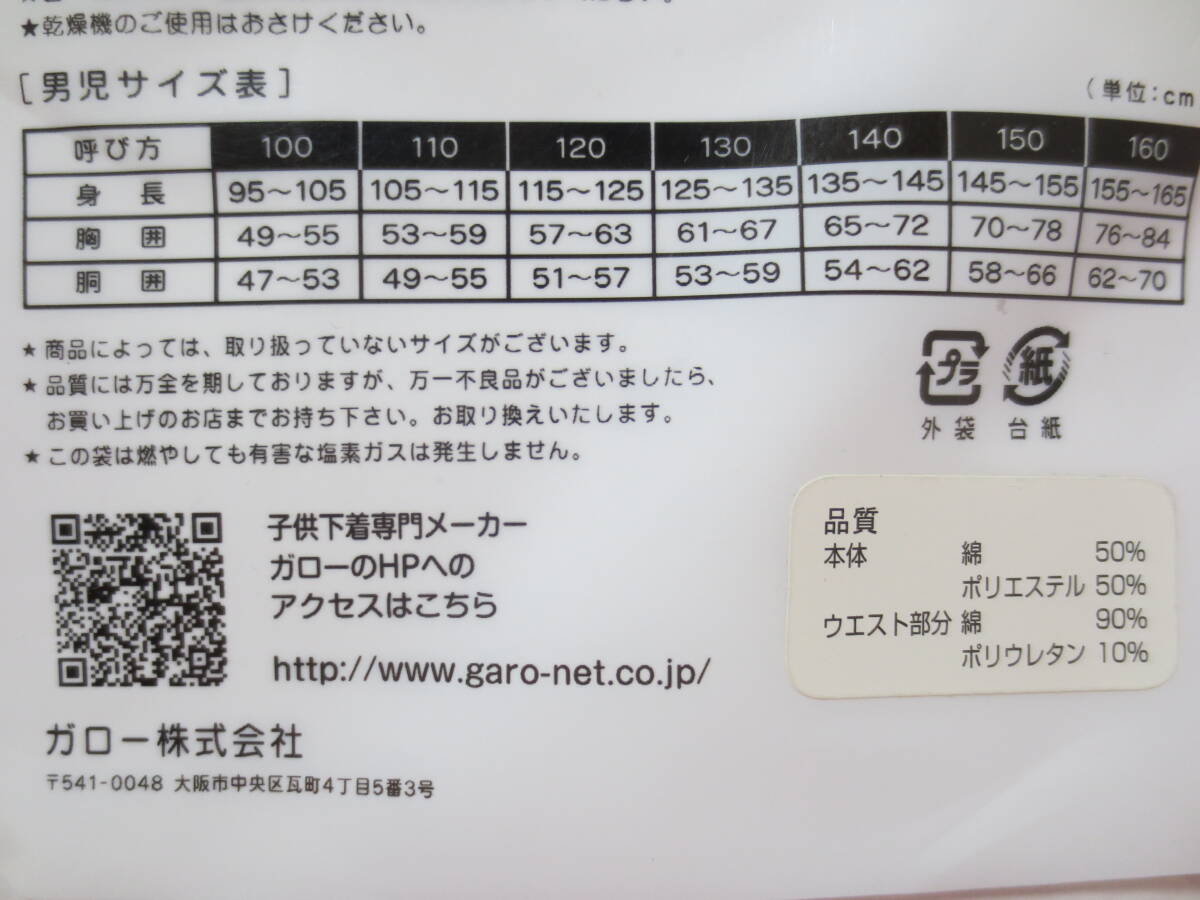 ★乾燥機のご使用はおさけください。
[男児サイズ表]
(単位:cm
呼び方 100 110 120 130 140 150 160
身長 95～105 105～115 115～125 125～135 135～145 145～155 155～165
胸囲 49～55 53～59 57～63 61～67 65～72 70～78 76～84
胴囲 47～53 49～55 51～57 53～59 54～62 58～66 62～70
★商品によっては、取り扱っていないサイズがございます。
★品質には万全を期しておりますが、万一不良品がございましたら、
お買い上げのお店までお持ち下さい。お取り換えいたします。
★この袋は燃やしても有害な塩素ガスは発生しません。
プラ 紙
外袋 台紙
子供下着専門メーカー
ガローのHPへの
アクセスはこちら
http://www.garo-net.co.jp/
品質
本体 綿 50%
ポリエステル 50%
ウエスト部分 綿 90%
ポリウレタン 10%
ガロー株式会社
〒541-0048 大阪市中央区瓦町4丁目5番3号